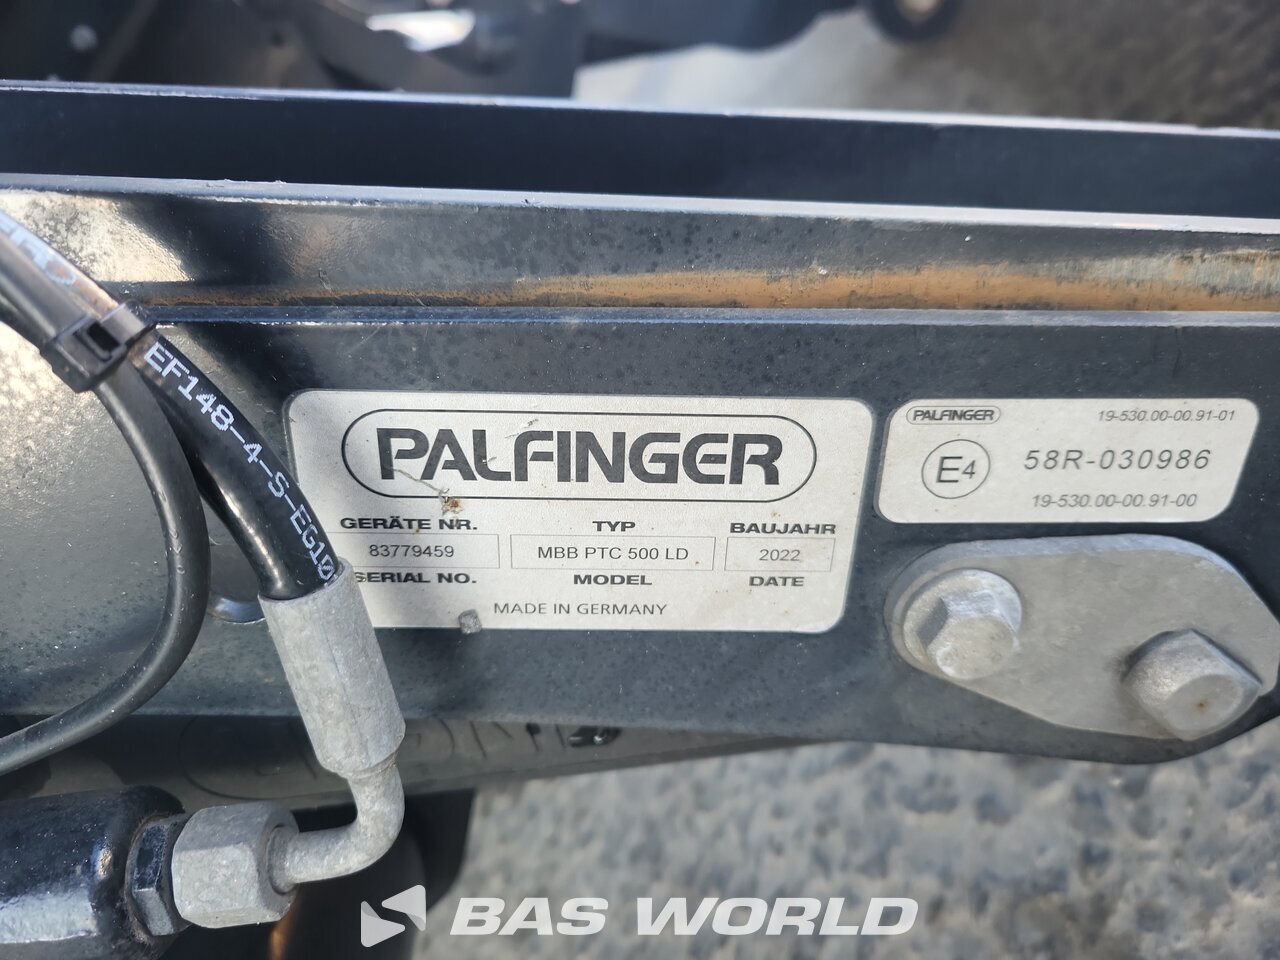 EF148-4-S-EG10
PALFINGER
GERÄTE NR.
TYP
BAUJAHR
83779459
MBB PTC 500 LD
2022
SERIAL NO.
MODEL
DATE
MADE IN GERMANY
PALFINGER
19-530.00-00.91-01
E4
58R-030986
19-530.00-00.91-00
BAS WORLD